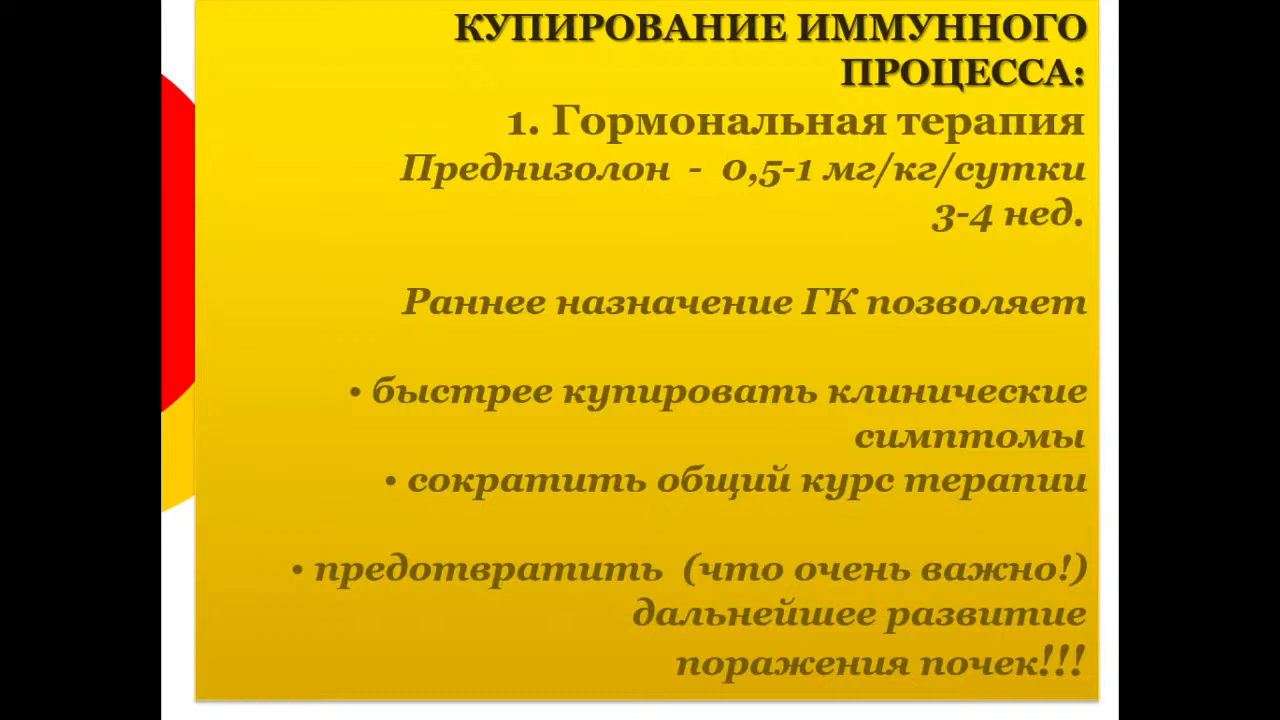 КУПИРОВАНИЕ ИММУННОГО
ПРОЦЕССА:
1. Гормональная терапия
Преднизолон - 0,5-1 мг/кг/сутки
3-4 нед.
Раннее назначение ГК позволяет
• быстрее купировать клинические
симптомы
• сократить общий курс терапии
• предотвратить (что очень важно!)
дальнейшее развитие
поражения почек!!!